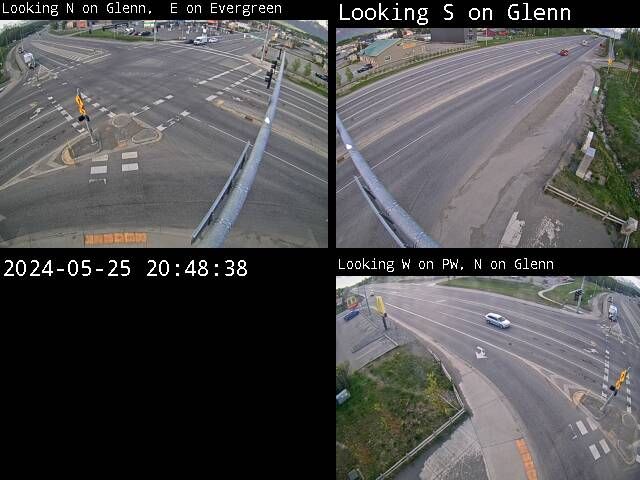 Looking N on Glenn,  E on Evergreen
Looking S on Glenn
2024-05-25 20:48:38
Looking W on PW, N on Glenn